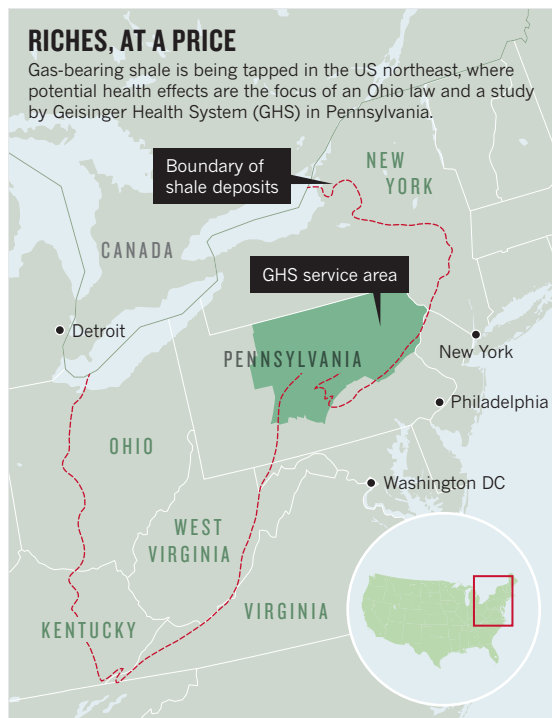 RICHES, AT A PRICE
Gas-bearing shale is being tapped in the US northeast, where
potential health effects are the focus of an Ohio law and a study
by Geisinger Health System (GHS) in Pennsylvania.
Boundary of
shale deposits
NEW
YORK
CANADA
GHS service area
Detroit
PENNSYLVANIA
New York
Philadelphia
OHIO
Washington DC
WEST
VIRGINIA
VIRGINIA
KENTUCKY